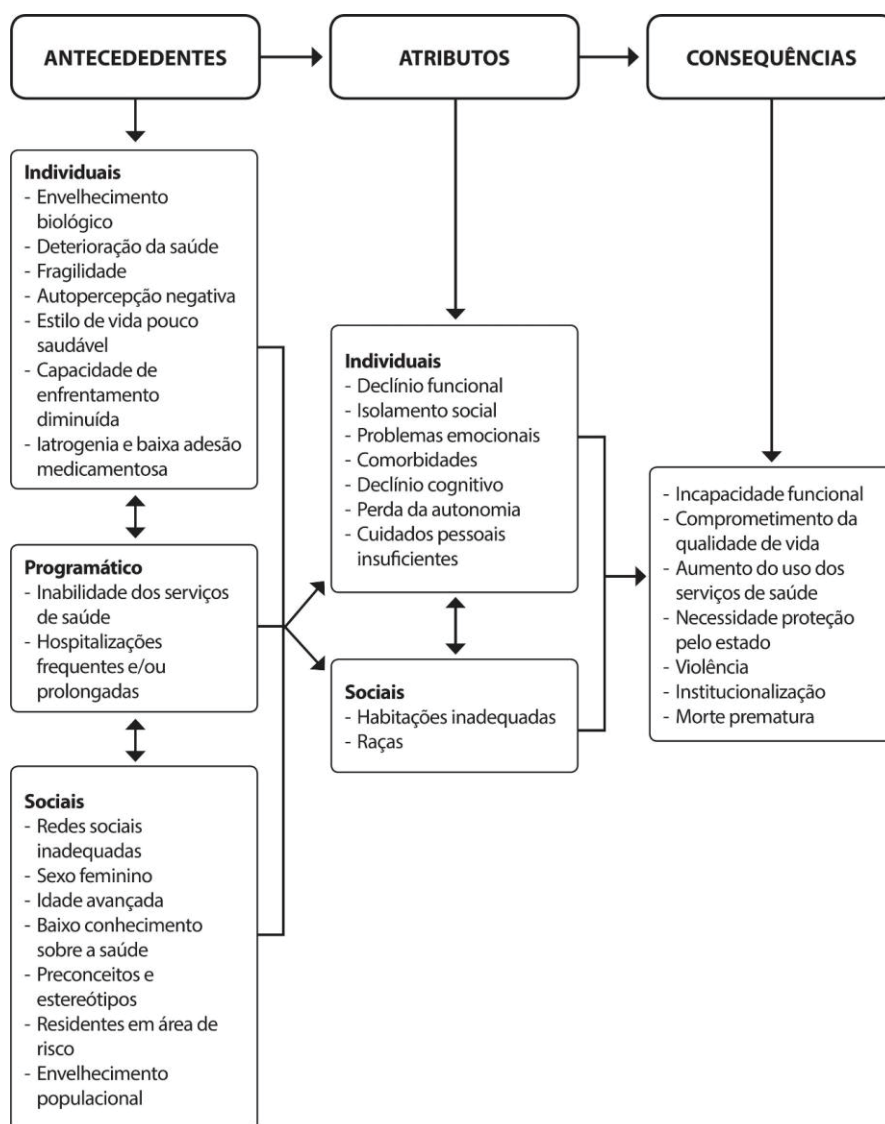 ANTECEDEDENTES
ATRIBUTOS
CONSEQUÊNCIAS
Individuais
- Envelhecimento
biológico
- Deterioração da saúde
- Fragilidade
- Autopercepção negativa
- Estilo de vida pouco
saudável
- Capacidade de
enfrentamento
diminuída
- Iatrogenia e baixa adesão
medicamentosa
Programático
- Inabilidade dos serviços
de saúde
- Hospitalizações
frequentes e/ou
prolongadas
Sociais
- Redes sociais
inadequadas
- Sexo feminino
- Idade avançada
- Baixo conhecimento
sobre a saúde
- Preconceitos e
estereótipos
- Residentes em área de
risco
- Envelhecimento
populacional
Individuais
- Declínio funcional
- Isolamento social
- Problemas emocionais
- Comorbidades
- Declínio cognitivo
- Perda da autonomia
- Cuidados pessoais
insuficientes
Sociais
- Habitações inadequadas
- Raças
- Incapacidade funcional
- Comprometimento da
qualidade de vida
- Aumento do uso dos
serviços de saúde
- Necessidade proteção
pelo estado
- Violência
- Institucionalização
- Morte prematura